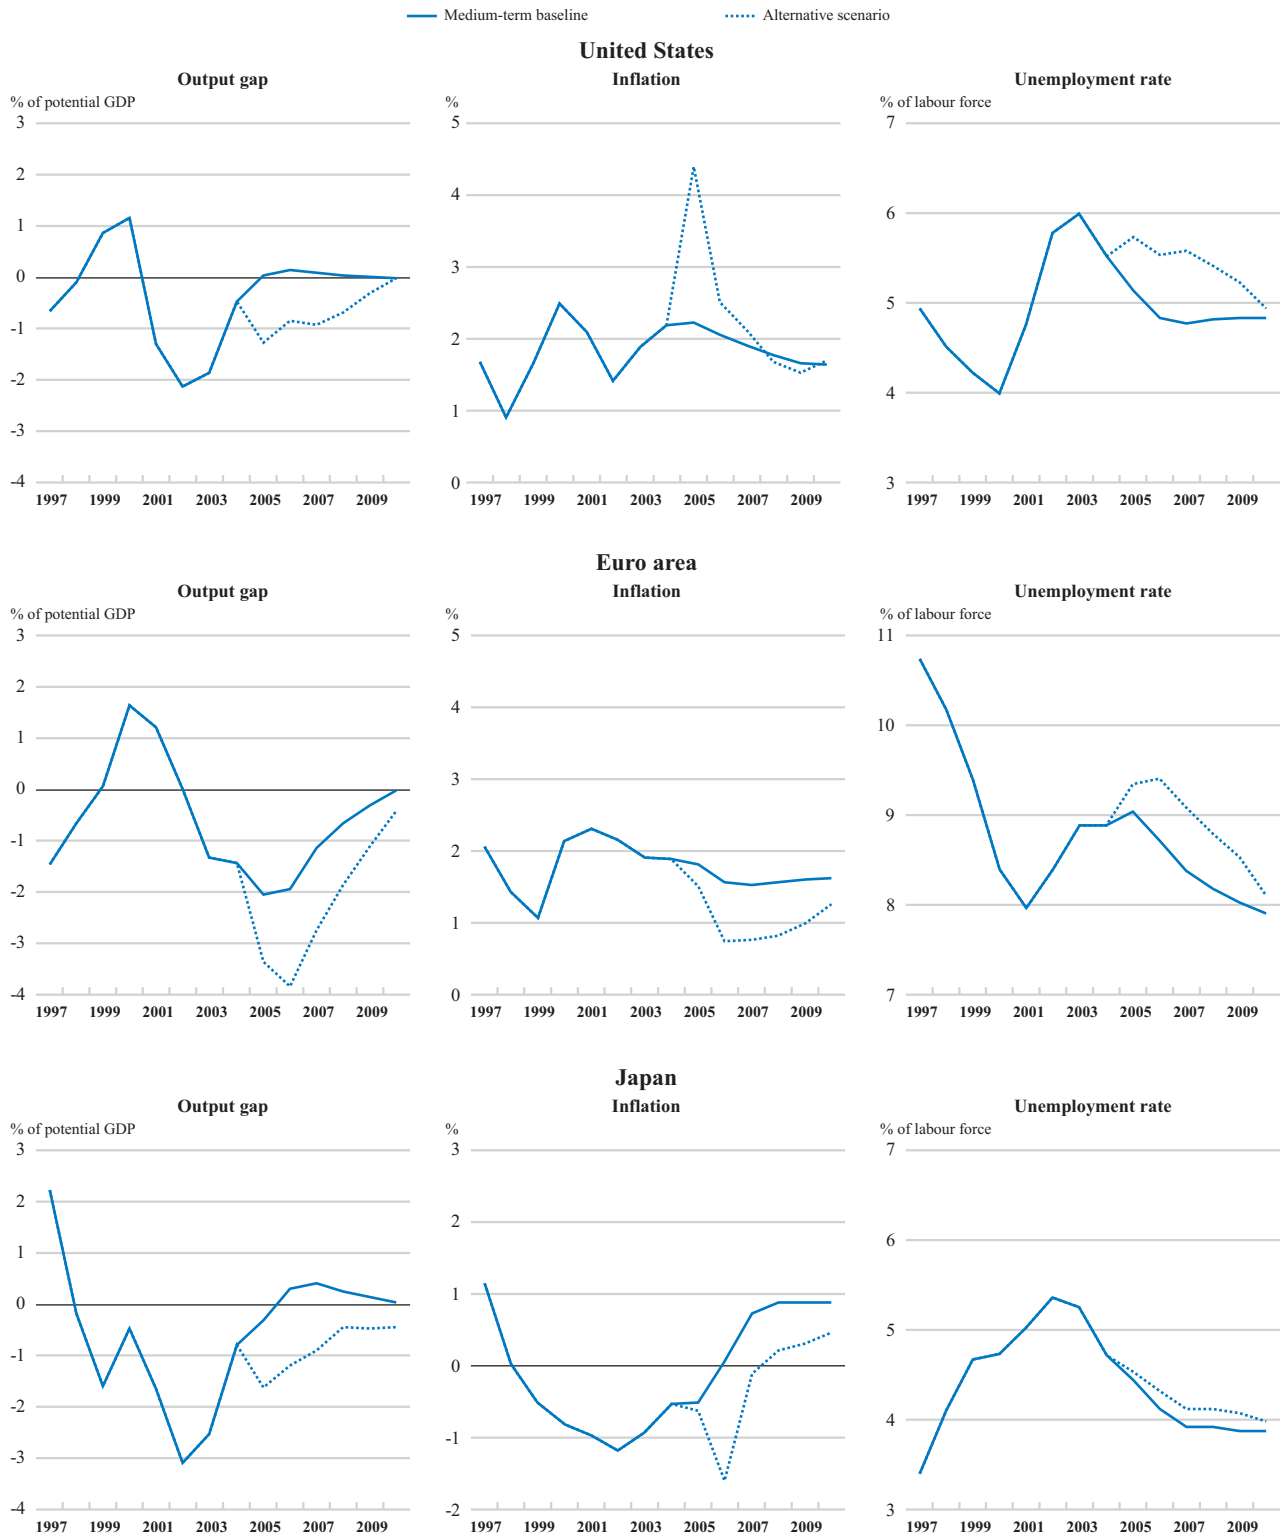 Medium-term baseline Alternative scenario
United States
Output gap Inflation Unemployment rate
% of potential GDP % % of labour force
3 5 7
2
1 4 6
0 3
-1 2 5
-2
-3 1 4
-4 0 3
1997 1999 2001 2003 2005 2007 2009 1997 1999 2001 2003 2005 2007 2009 1997 1999 2001 2003 2005 2007 2009
Euro area
Output gap Inflation Unemployment rate
% of potential GDP % % of labour force
3 5 11
2
1 4 10
0 3
-1 2 9
-2
-3 1 8
-4 0 7
1997 1999 2001 2003 2005 2007 2009 1997 1999 2001 2003 2005 2007 2009 1997 1999 2001 2003 2005 2007 2009
Japan
Output gap Inflation Unemployment rate
% of potential GDP % % of labour force
3 3 7
2
1 2 6
0 1
-1 0 5
-2
-3 -1 4
-4 -2 3
1997 1999 2001 2003 2005 2007 2009 1997 1999 2001 2003 2005 2007 2009 1997 1999 2001 2003 2005 2007 2009